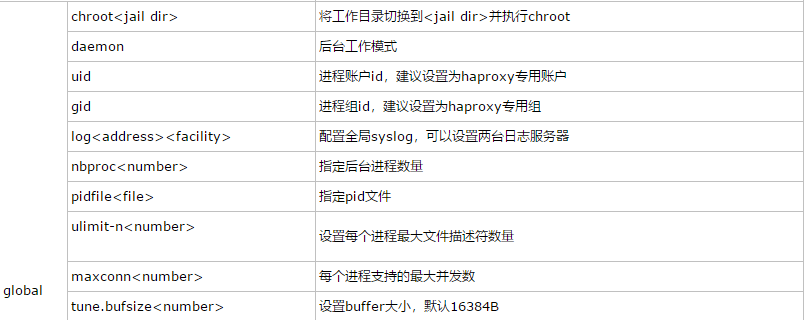 chroot<jail dir> 将工作目录切换到<jail dir>并执行chroot
daemon 后台工作模式
uid 进程账户id，建议设置为haproxy专用账户
gid 进程组id，建议设置为haproxy专用组
log<address><facility> 配置全局syslog，可以设置两台日志服务器
nbproc<number> 指定后台进程数量
pidfile<file> 指定pid文件
ulimit-n<number> 设置每个进程最大文件描述符数量
maxconn<number> 每个进程支持的最大并发数
global
tune.bufsize<number> 设置buffer大小，默认16384B